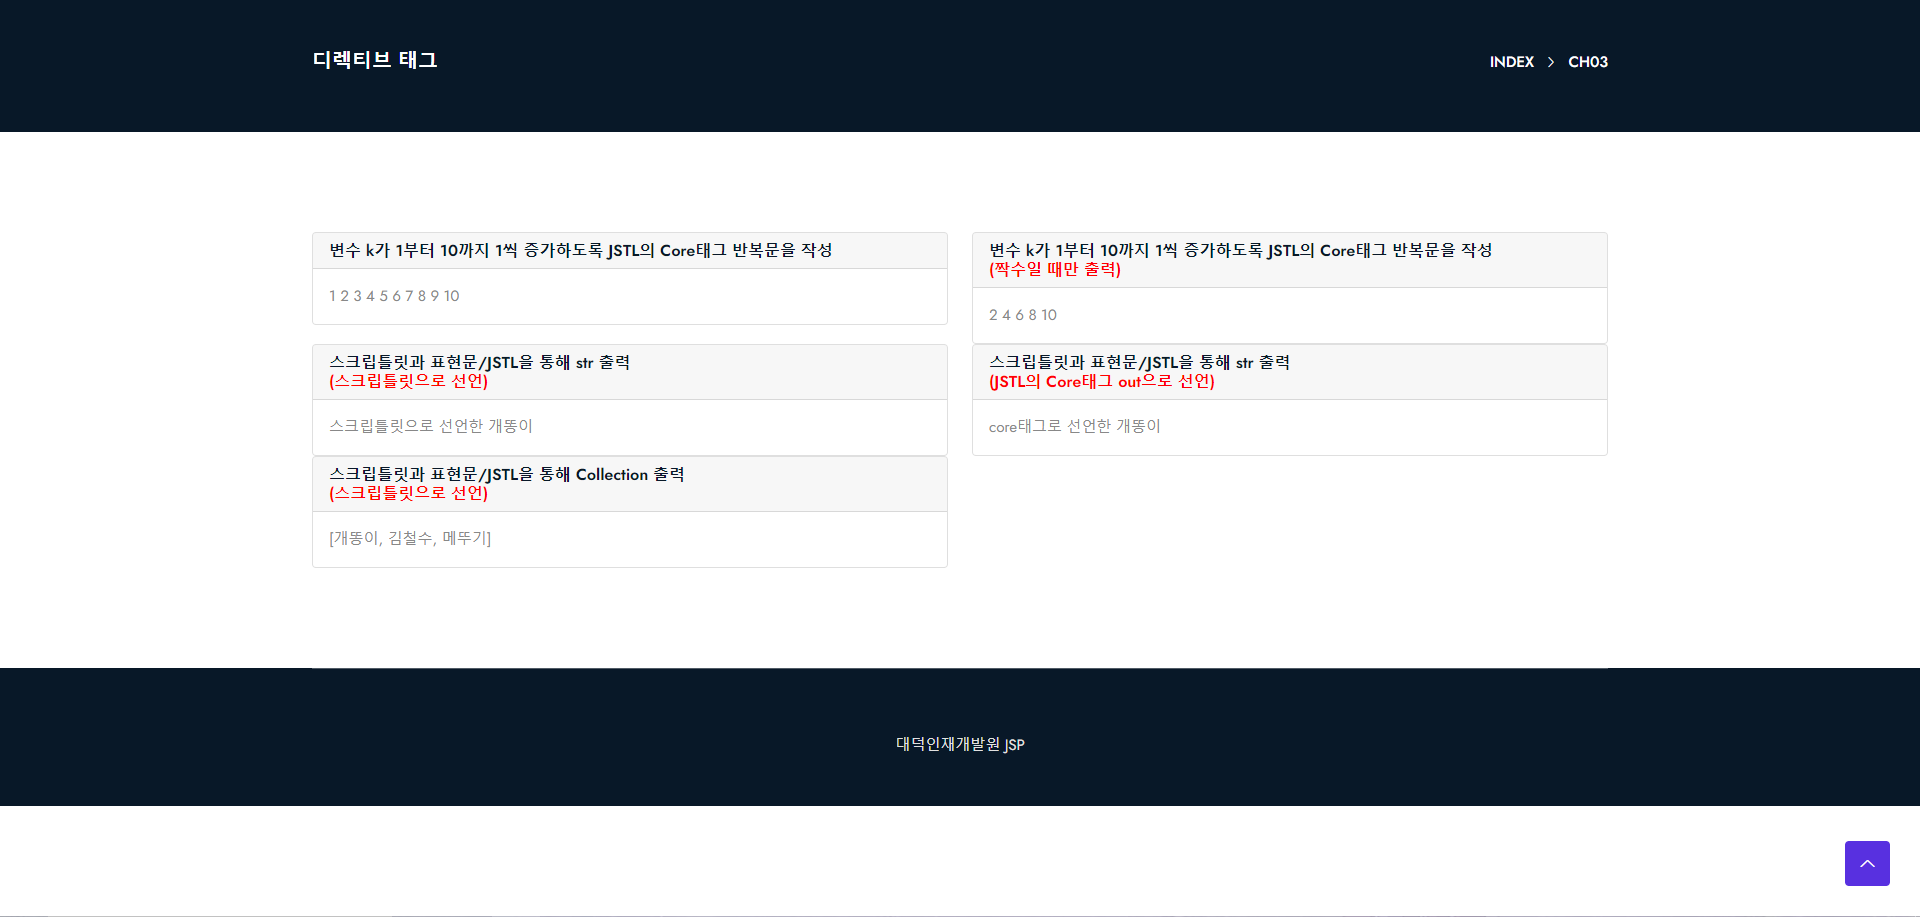 디렉티브 태그
INDEX > CH03
변수 k가 1부터 10까지 1씩 증가하도록 JSTL의 Core태그 반복문을 작성
1 2 3 4 5 6 7 8 9 10
변수 k가 1부터 10까지 1씩 증가하도록 JSTL의 Core태그 반복문을 작성
(짝수일 때만 출력)
2 4 6 8 10
스크립틀릿과 표현문/JSTL을 통해 str 출력
(스크립틀릿으로 선언)
스크립틀릿으로 선언한 개똥이
스크립틀릿과 표현문/JSTL을 통해 str 출력
(JSTL의 Core태그 out으로 선언)
core태그로 선언한 개똥이
스크립틀릿과 표현문/JSTL을 통해 Collection 출력
(스크립틀릿으로 선언)
[개똥이, 김철수, 메뚜기]
대덕인재개발원 JSP